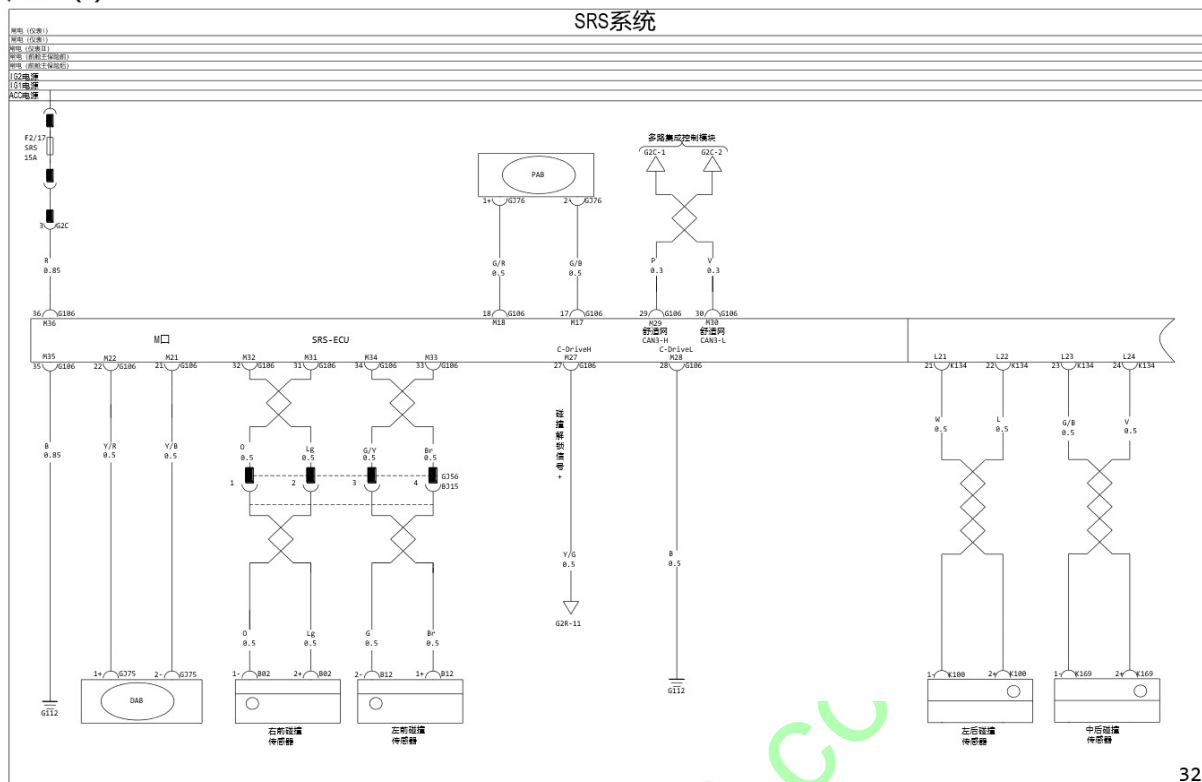 SRS系统
常电 (仪表I)
常电 (仪表I)
常电 (仪表II)
常电 (前舱主保险前)
常电 (前舱主保险后)
IG2电源
IG1电源
ACC电源
F2/17
SRS
15A
3 G2C
R
0.85
36 G106
M36
PAB
1+ GJ76
2- GJ76
G/R
0.5
G/B
0.5
18 G106
M18
17 G106
M17
多路集成控制模块
G2C-1
G2C-2
P
0.3
V
0.3
29 G106
M29
舒适网
CAN3-H
30 G106
M30
舒适网
CAN3-L
M口
SRS-ECU
M35
35 G106
M22
22 G106
M21
21 G106
M32
32 G106
M31
31 G106
M34
34 G106
M33
33 G106
C-DriveH
M27
27 G106
C-DriveL
M28
28 G106
L21
21 K134
L22
22 K134
L23
23 K134
L24
24 K134
B
0.85
Y/R
0.5
Y/B
0.5
O
0.5
Lg
0.5
G/Y
0.5
Br
0.5
1
2
3
4
GJ56
BJ15
碰撞解锁信号+
W
0.5
L
0.5
G/B
0.5
V
0.5
Y/G
0.5
B
0.5
G2R-11
O
0.5
Lg
0.5
G
0.5
Br
0.5
G112
1+ GJ75
2- GJ75
DAB
1- B02
2+ B02
右前碰撞
传感器
2- B12
1+ B12
左前碰撞
传感器
G112
1- K100
2+ K100
左后碰撞
传感器
1- K169
2+ K169
中后碰撞
传感器
32